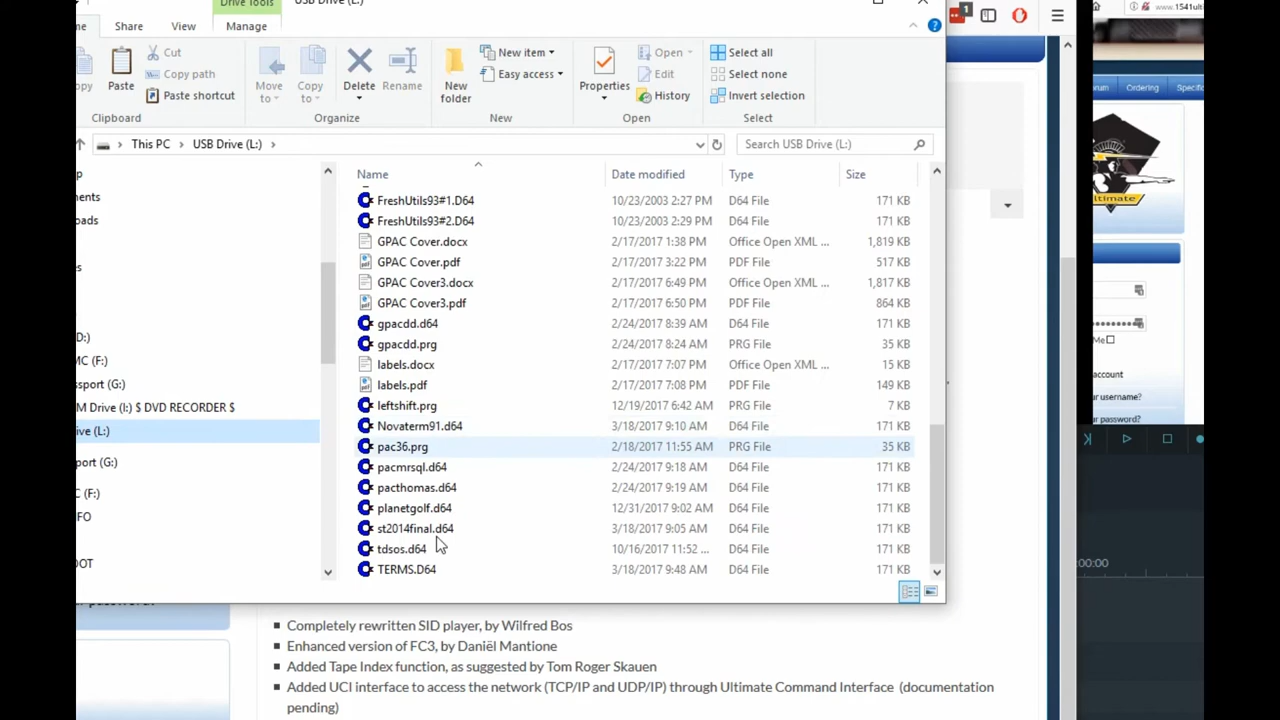 Drive Tools
USB Drive (L:)
Share
View
Manage
1
www.1541ulti
Cut
Copy path
Paste shortcut
Paste
Move to
Copy to
Delete
Rename
New folder
New item
Easy access
Properties
Open
Edit
History
Select all
Select none
Invert selection
Clipboard
Organize
New
Open
Select
Ordering
Specific
This PC
USB Drive (L:)
Search USB Drive (L:)
Name
Date modified
Type
Size
FreshUtils93#1.D64 10/23/2003 2:27 PM D64 File 171 KB
FreshUtils93#2.D64 10/23/2003 2:29 PM D64 File 171 KB
GPAC Cover.docx 2/17/2017 1:38 PM Office Open XML ... 1,819 KB
GPAC Cover.pdf 2/17/2017 3:22 PM PDF File 517 KB
GPAC Cover3.docx 2/17/2017 6:49 PM Office Open XML ... 1,817 KB
GPAC Cover3.pdf 2/17/2017 6:50 PM PDF File 864 KB
gpacdd.d64 2/24/2017 8:39 AM D64 File 171 KB
gpacdd.prg 2/24/2017 8:24 AM PRG File 35 KB
labels.docx 2/17/2017 7:07 PM Office Open XML ... 15 KB
labels.pdf 2/17/2017 7:08 PM PDF File 149 KB
leftshift.prg 12/19/2017 6:42 AM PRG File 7 KB
Nonterm91.d64 3/18/2017 9:10 AM D64 File 171 KB
pac36.prg 2/18/2017 11:55 AM PRG File 35 KB
pacmrsql.d64 2/24/2017 9:18 AM D64 File 171 KB
pacthomas.d64 2/24/2017 9:19 AM D64 File 171 KB
planetgolf.d64 12/31/2017 9:02 AM D64 File 171 KB
st2014final.d64 3/18/2017 9:05 AM D64 File 171 KB
tdsos.d64 10/16/2017 11:52 ... D64 File 171 KB
TERMS.D64 3/18/2017 9:48 AM D64 File 171 KB
D:)
MC (F:)
ssport (G:)
M Drive (I:) $ DVD RECORDER $
ive (L:)
port (G:)
C (F:)
ltimate
Me
account
ur username?
ur password?
:00:00
Completely rewritten SID player, by Wilfred Bos
Enhanced version of FC3, by Daniël Mantione
Added Tape Index function, as suggested by Tom Roger Skauen
Added UCI interface to access the network (TCP/IP and UDP/IP) through Ultimate Command Interface (documentation
pending)